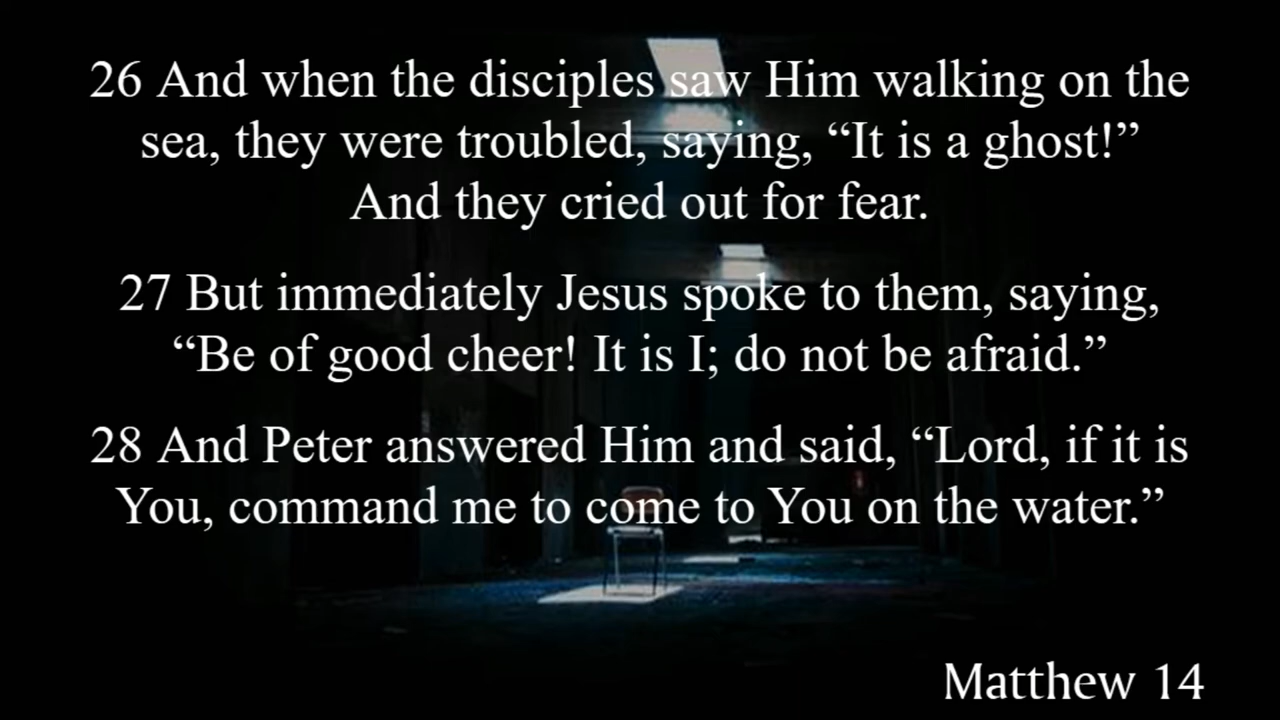 26 And when the disciples saw Him walking on the
sea, they were troubled, saying, “It is a ghost!”
And they cried out for fear.
27 But immediately Jesus spoke to them, saying,
“Be of good cheer! It is I; do not be afraid.”
28 And Peter answered Him and said, “Lord, if it is
You, command me to come to You on the water.”
Matthew 14